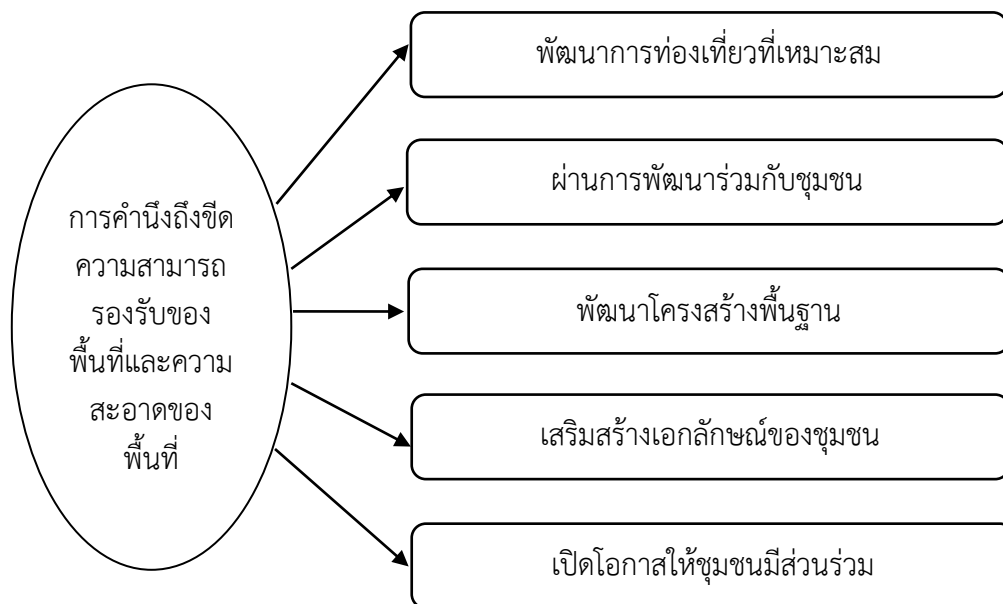 การคำนึงถึงขีด
ความสามารถ
รองรับของ
พื้นที่และความ
สะอาดของ
พื้นที่
พัฒนาการท่องเที่ยวที่เหมาะสม
ผ่านการพัฒนาร่วมกับชุมชน
พัฒนาโครงสร้างพื้นฐาน
เสริมสร้างเอกลักษณ์ของชุมชน
เปิดโอกาสให้ชุมชนมีส่วนร่วม